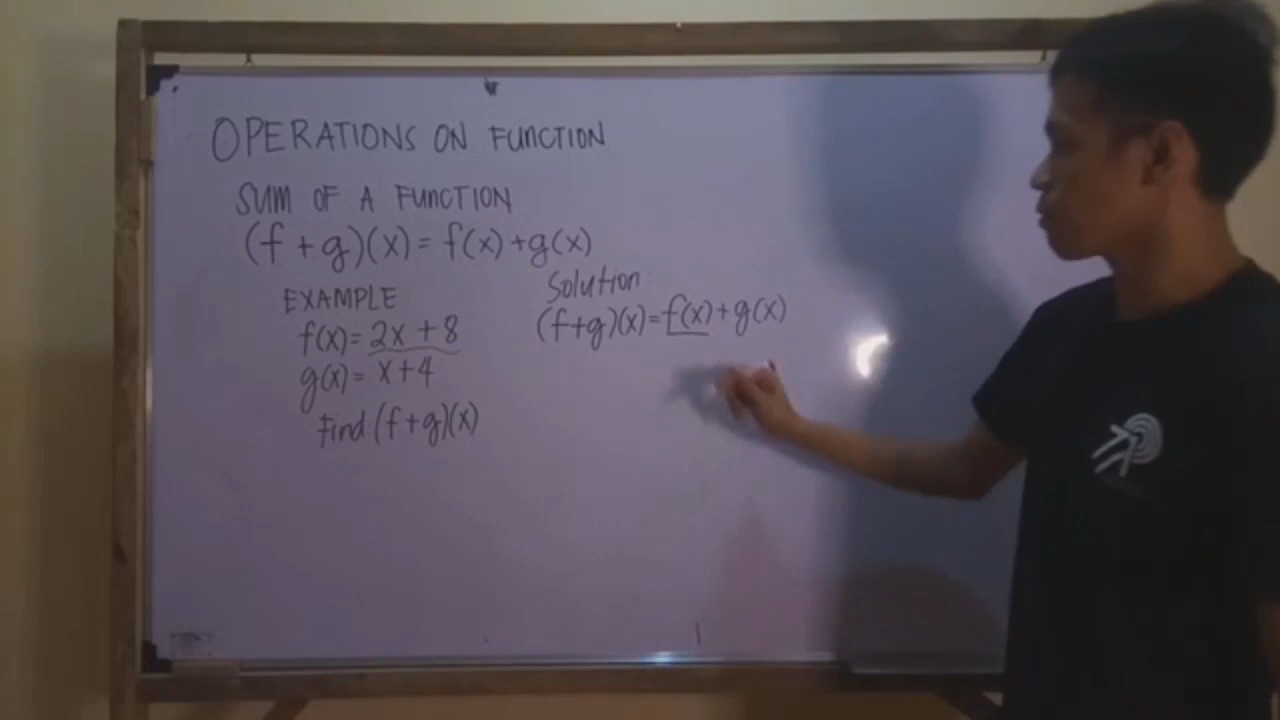 OPERATIONS ON FUNCTION
SUM OF A FUNCTION
(f+g)(x) = f(x) + g(x)
EXAMPLE
f(x) = 2x + 8
g(x) = x+4
Find (f+g)(x)
Solution:
(f+g)(x) = f(x) + g(x)